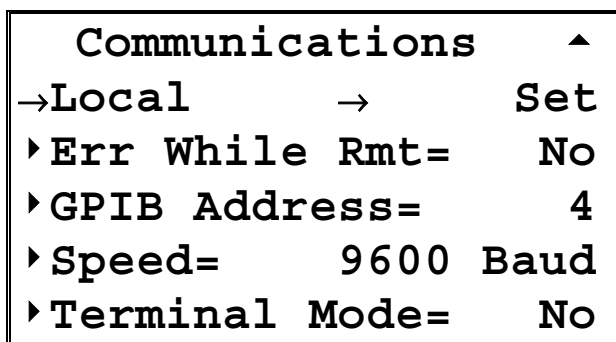 Communications ▲
→Local → Set
▸Err While Rmt= No
▸GPIB Address= 4
▸Speed= 9600 Baud
▸Terminal Mode= No